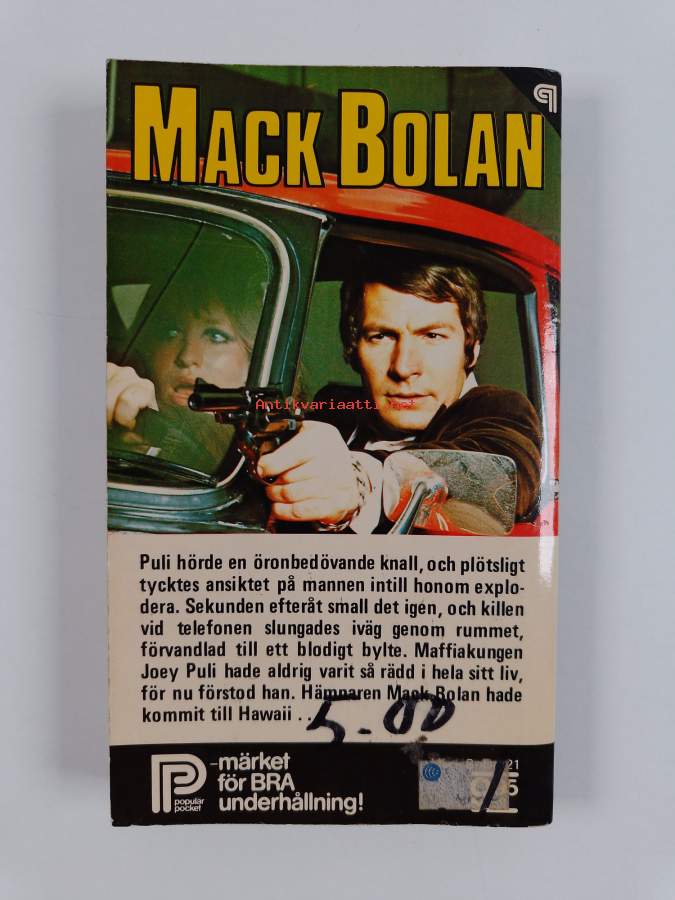 MACK BOLAN
Antikvariaatti.net
Puli hörde en öronbedövande knall, och plötsligt
tycktes ansiktet på mannen intill honom explo-
dera. Sekunden efteråt small det igen, och killen
vid telefonen slungades iväg genom rummet,
förvandlad till ett blodigt bylte. Maffiakungen
Joey Puli hade aldrig varit så rädd i hela sitt liv,
för nu förstod han. Hämnaren Mack Bolan hade
kommit till Hawaii . .
5.00
P
populär
pocket
-märket
för BRA
underhållning!
21